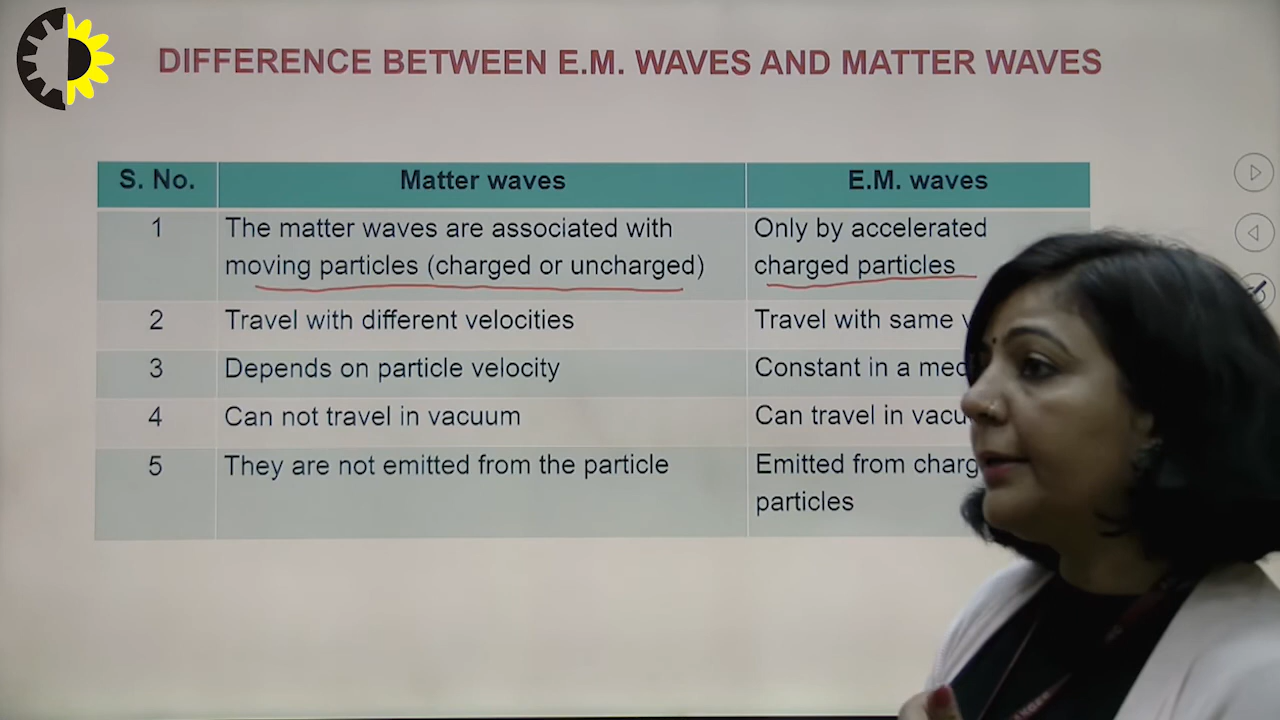 DIFFERENCE BETWEEN E.M. WAVES AND MATTER WAVES
S. No. Matter waves E.M. waves
1 The matter waves are associated with Only by accelerated
moving particles (charged or uncharged) charged particles
2 Travel with different velocities Travel with same
3 Depends on particle velocity Constant in a
4 Can not travel in vacuum Can travel in
5 They are not emitted from the particle Emitted from
particles